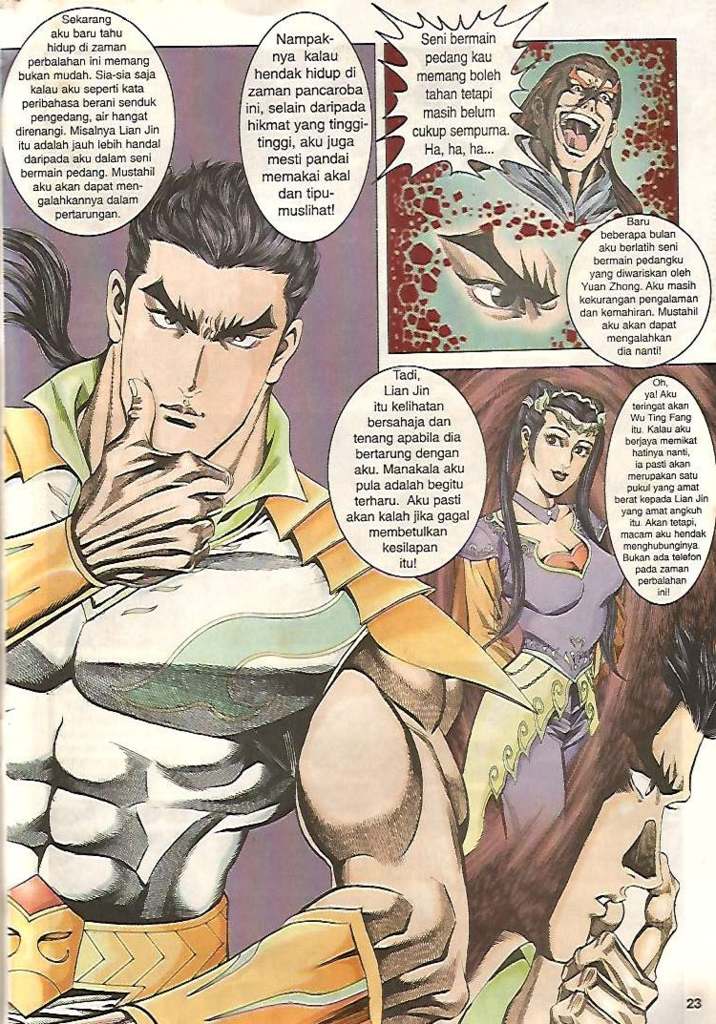 Sekarang
aku baru tahu
hidup di zaman
perbalahan ini memang
bukan mudah. Sia-sia saja
kalau aku seperti kata
peribahasa berani senduk
pengedang, air hangat
direnangi. Misalnya Lian Jin
itu adalah jauh lebih handal
daripada aku dalam seni
bermain pedang. Mustahil
aku akan dapat men-
galahkannya dalam
pertarungan.
Nampak-
nya kalau
hendak hidup di
zaman pancaroba
ini, selain daripada
hikmat yang tinggi-
tinggi, aku juga
mesti pandai
memakai akal
dan tipu-
muslihat!
Seni bermain
pedang kau
memang boleh
tahan tetapi
masih belum
cukup sempurna.
Ha, ha, ha...
Baru
beberapa bulan
aku berlatih seni
bermain pedangku
yang diwariskan oleh
Yuan Zhong. Aku masih
kekurangan pengalaman
dan kemahiran. Mustahil
aku akan dapat
mengalahkan
dia nanti!
Tadi,
Lian Jin
itu kelihatan
bersahaja dan
tenang apabila dia
bertarung dengan
aku. Manakala aku
pula adalah begitu
terharu. Aku pasti
akan kalah jika gagal
membetulkan
kesilapan
itu!
Oh,
ya! Aku
teringat akan
Wu Ting Fang
itu. Kalau aku
berjaya memikat
hatinya nanti,
ia pasti akan
merupakan satu
pukul yang amat
berat kepada Lian Jin
yang amat angkuh
itu. Akan tetapi,
macam aku hendak
menghubunginya.
Bukan ada telefon
pada zaman
perbalahan
ini!
23